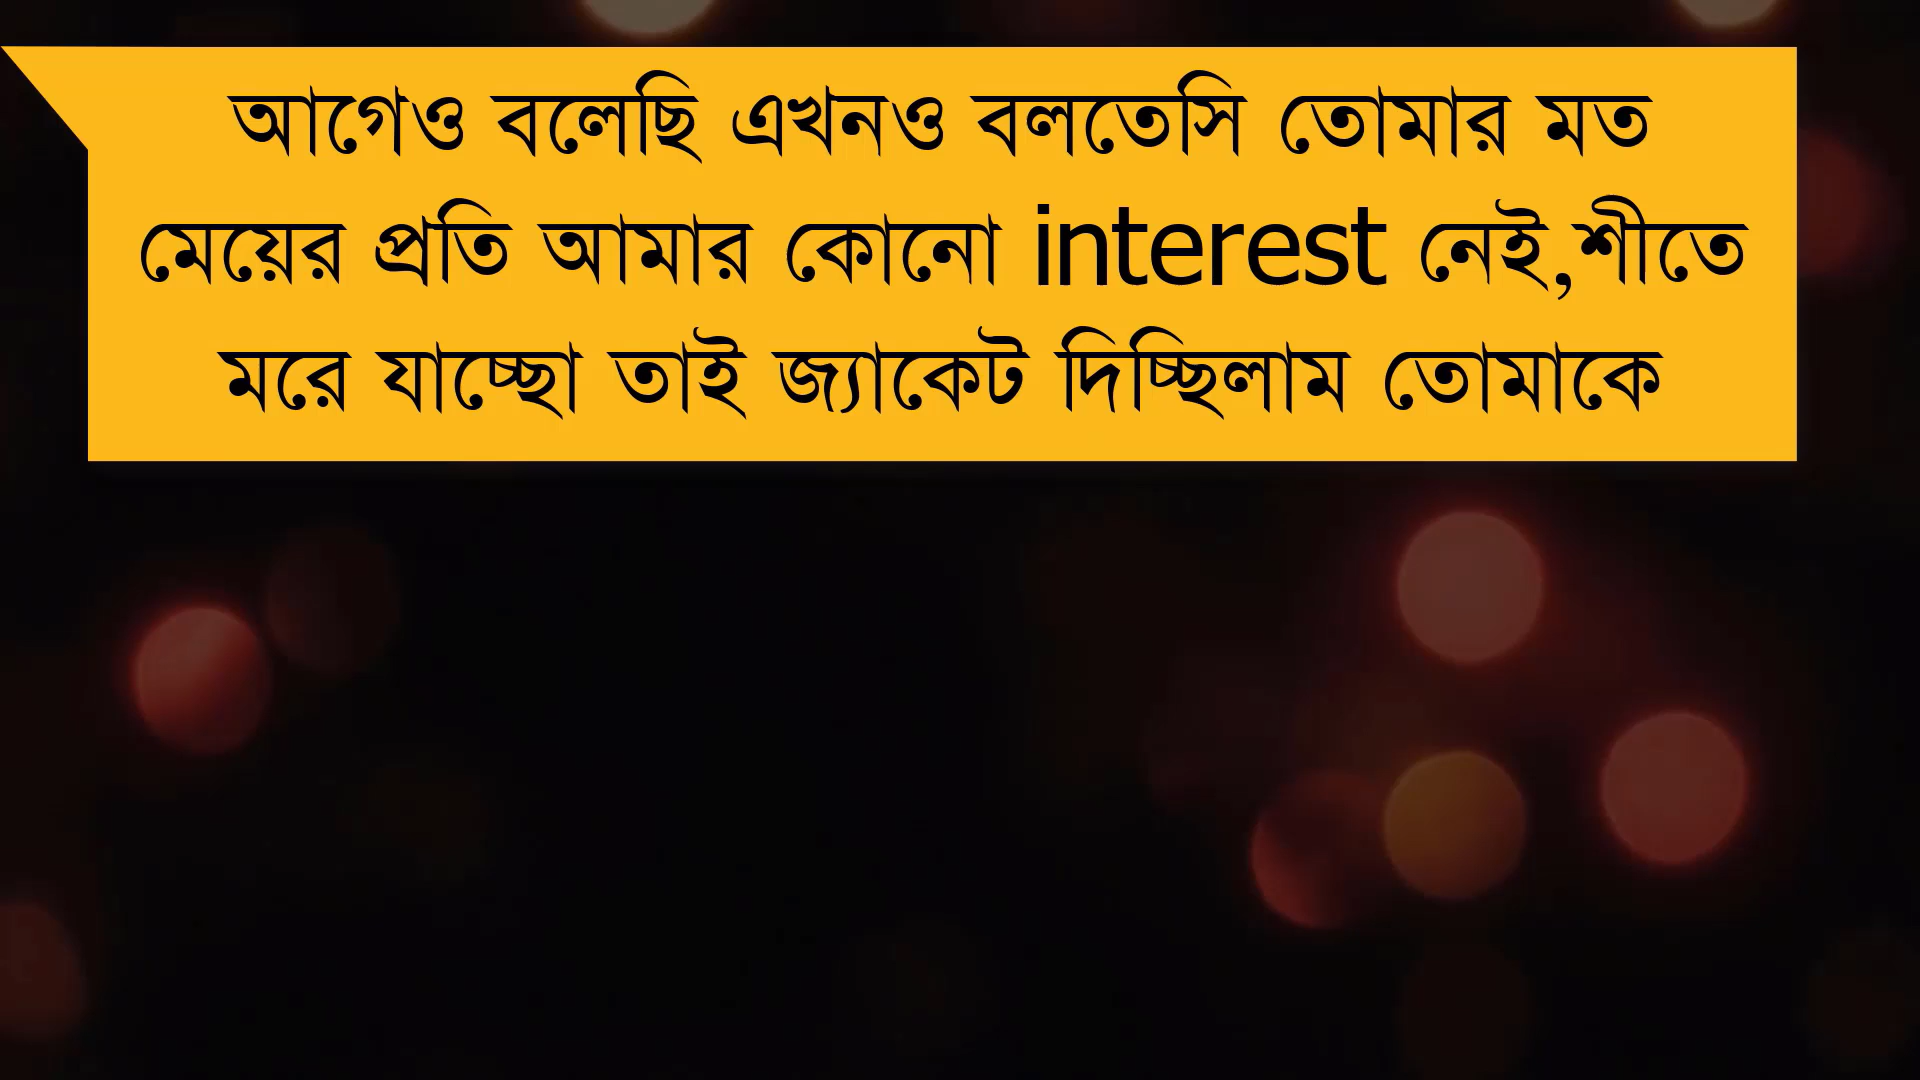 আগেও বলেছি এখনও বলতেসি তোমার মত
মেয়ের প্রতি আমার কোনো interest নেই,শীতে
মরে যাচ্ছো তাই জ্যাকেট দিচ্ছিলাম তোমাকে